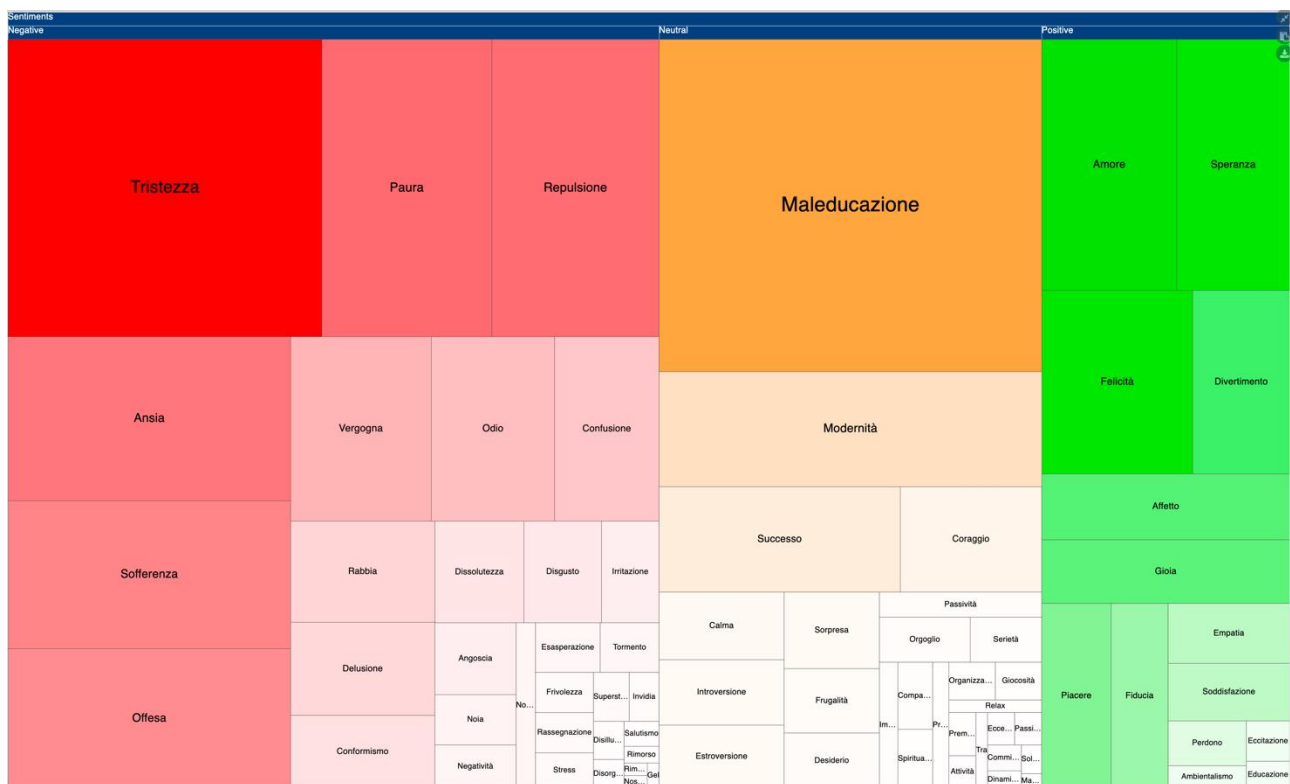 Sentiments
Negative
Neutral
Positive
Tristezza
Paura
Repulsione
Ansia
Vergogna
Odio
Confusione
Sofferenza
Rabbia
Dissolutezza
Disgusto
Irritazione
Offesa
Delusione
Angoscia
No...
Esasperazione
Tormento
Frivolezza
Superst...
Invidia
Noia
Rassegnazione
Disillu...
Salutismo
Rimorso
Conformismo
Negatività
Stress
Disorg...
Rim...
Gel
Nos...
Maleducazione
Modernità
Successo
Coraggio
Calma
Sorpresa
Passività
Orgoglio
Serietà
Introversione
Frugalità
Im...
Compa...
Pr...
Organizza...
Giocosità
Relax
Estroversione
Desiderio
Spiritua...
Prem...
Tra
Ecce...
Passi...
Commi...
Sol...
Attività
Dinami...
Ma...
Amore
Speranza
Felicità
Divertimento
Affetto
Gioia
Piacere
Fiducia
Empatia
Soddisfazione
Perdono
Eccitazione
Ambientalismo
Educazione